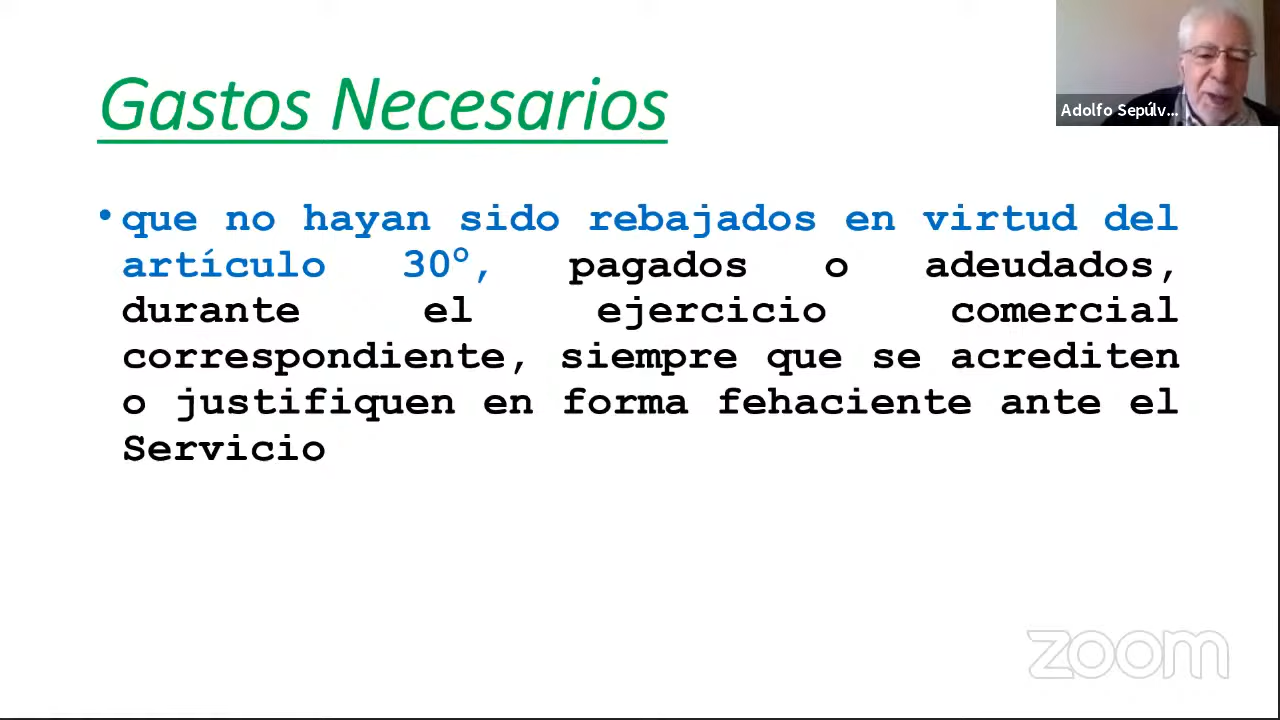 Gastos Necesarios
Adolfo Sepúlv...
• que no hayan sido rebajados en virtud del
artículo 30º, pagados o adeudados,
durante el ejercicio comercial
correspondiente, siempre que se acrediten
o justifiquen en forma fehaciente ante el
Servicio
zoom